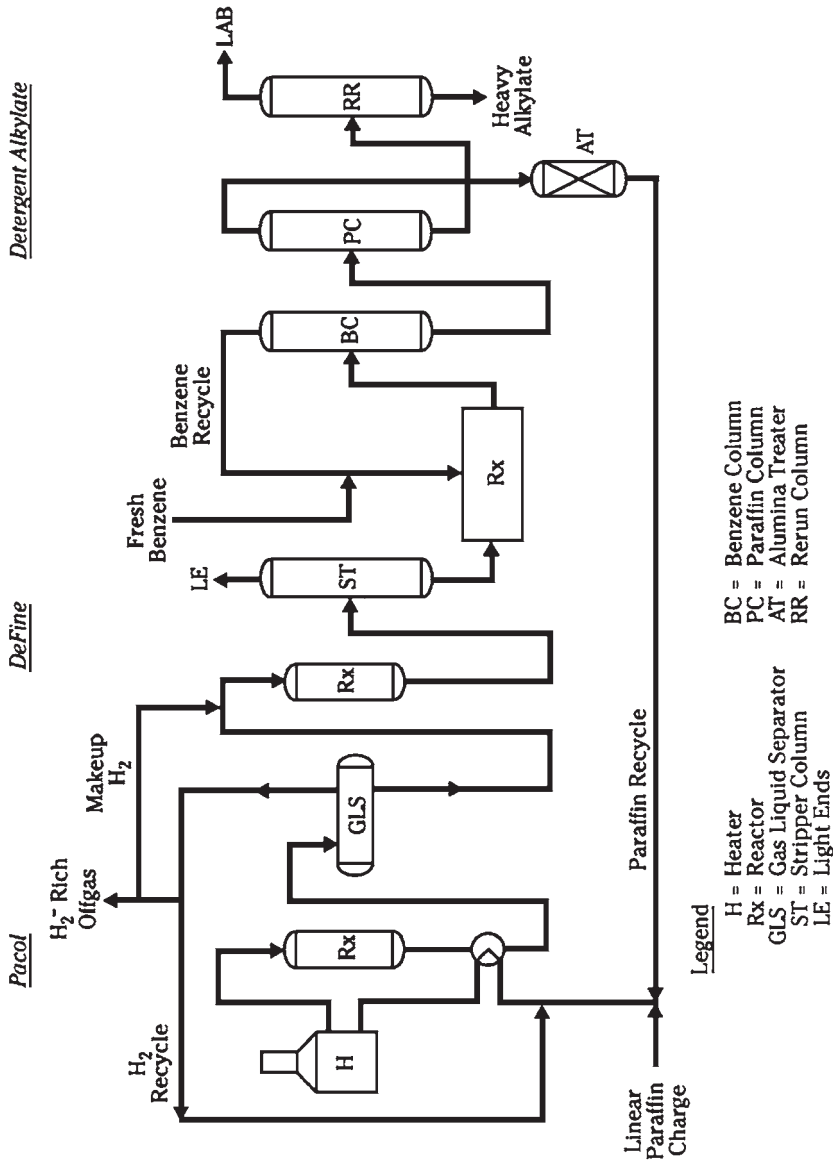 Pacol
DeFine
Detergent Alkylate
H2- Rich
Offgas
Makeup
H2
H2
Recycle
LE
Fresh
Benzene
Benzene
Recycle
LAB
H
Rx
GLS
Rx
ST
Rx
BC
PC
RR
Heavy
Alkylate
AT
Linear
Paraffin
Charge
Paraffin Recycle
Legend
H = Heater
Rx = Reactor
GLS = Gas Liquid Separator
ST = Stripper Column
LE = Light Ends
BC = Benzene Column
PC = Paraffin Column
AT = Alumina Treater
RR = Rerun Column